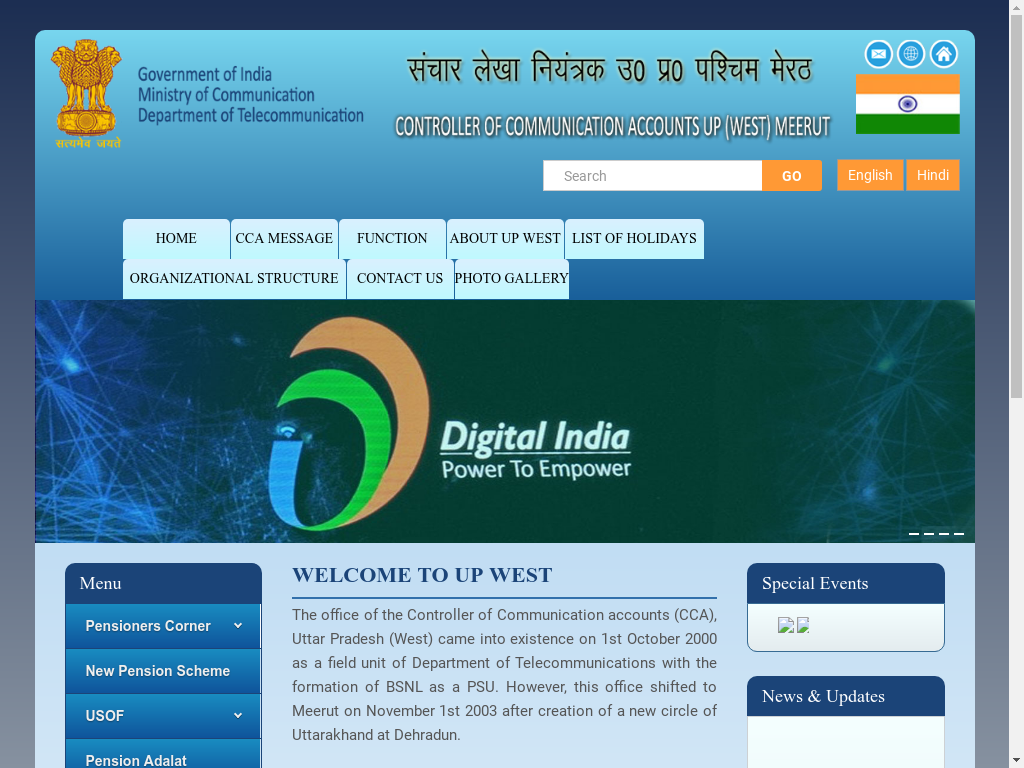 Government of India
Ministry of Communication
Department of Telecommunication
सत्यमेव जयते
संचार लेखा नियंत्रक उ0 प्र0 पश्चिम मेरठ
CONTROLLER OF COMMUNICATION ACCOUNTS UP (WEST) MEERUT
Search GO English Hindi
HOME CCA MESSAGE FUNCTION ABOUT UP WEST LIST OF HOLIDAYS
ORGANIZATIONAL STRUCTURE CONTACT US PHOTO GALLERY
Digital India
Power To Empower
Menu
Pensioners Corner
New Pension Scheme
USOF
Pension Adalat
WELCOME TO UP WEST
The office of the Controller of Communication accounts (CCA),
Uttar Pradesh (West) came into existence on 1st October 2000
as a field unit of Department of Telecommunications with the
formation of BSNL as a PSU. However, this office shifted to
Meerut on November 1st 2003 after creation of a new circle of
Uttarakhand at Dehradun.
Special Events
News & Updates